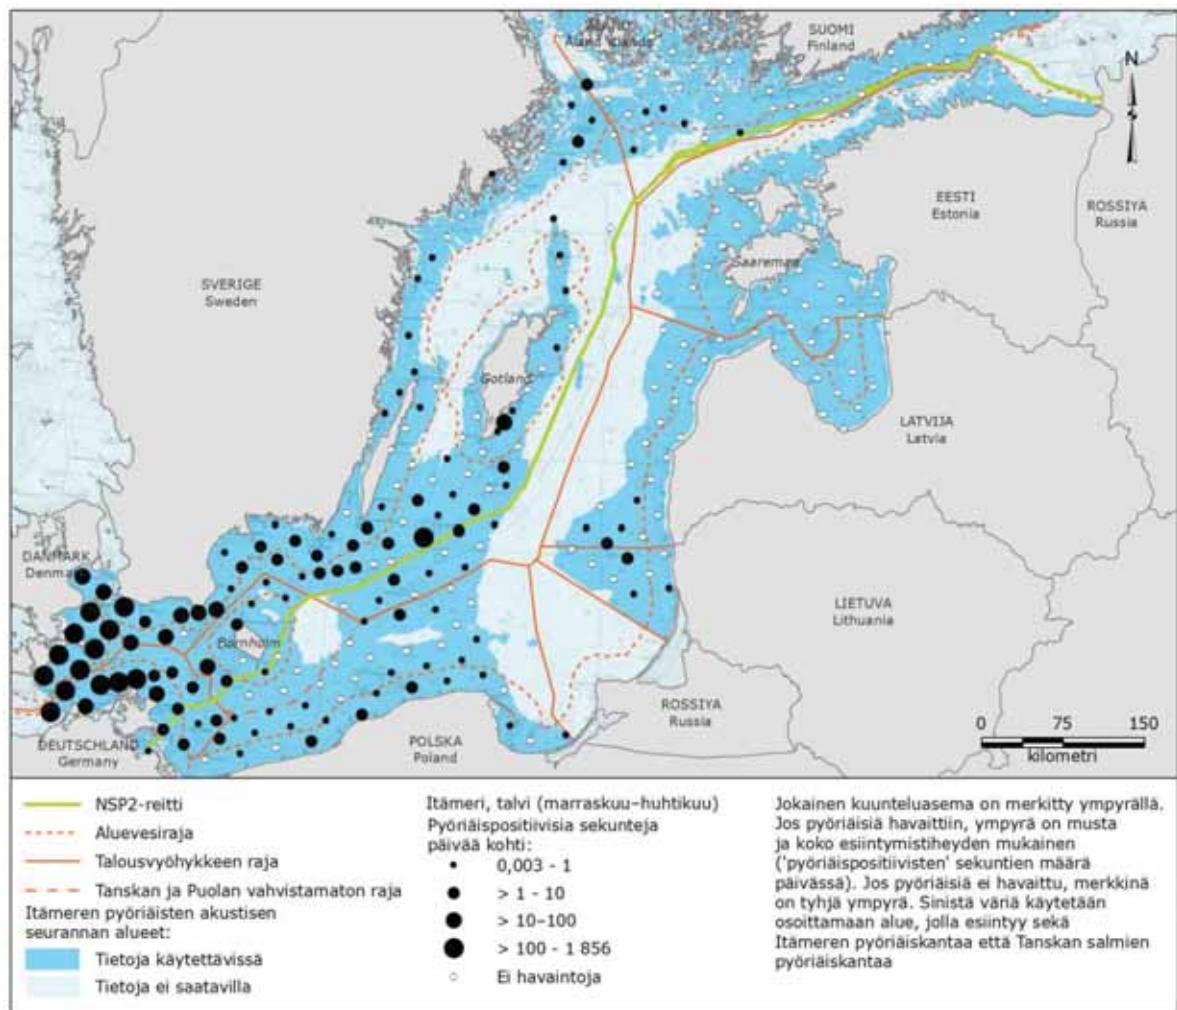 Åland Islands
SUOMI
Finland
N
EESTI
Estonia
ROSSIYA
Russia
SVERIGE
Sweden
Saaremaa
Gotland
LATVIJA
Latvia
DANMARK
Denmark
LIETUVA
Lithuania
Bornholm
ROSSIYA
Russia
DEUTSCHLAND
Germany
POLSKA
Poland
0 75 150
kilometri
NSP2-reitti
Aluevesiraja
Talousvyöhykkeen raja
Tanskan ja Puolan vahvistamaton raja
Itämeren pyöriäisten akustisen
seurannan alueet:
Tietoja käytettävissä
Tietoja ei saatavilla
Itämeri, talvi (marraskuu–huhtikuu)
Pyöriäispositiivisia sekunteja
päivää kohti:
0,003 - 1
> 1 - 10
> 10–100
> 100 - 1 856
Ei havaintoja
Jokainen kuunteluasema on merkitty ympyrällä.
Jos pyöriäisiä havaittiin, ympyrä on musta
ja koko esiintymistiheyden mukainen
('pyöriäispositiivisten' sekuntien määrä
päivässä). Jos pyöriäisiä ei havaittu, merkkinä
on tyhjä ympyrä. Sinistä väriä käytetään
osoittamaan alue, jolla esiintyy sekä
Itämeren pyöriäiskantaa että Tanskan salmien
pyöriäiskantaa